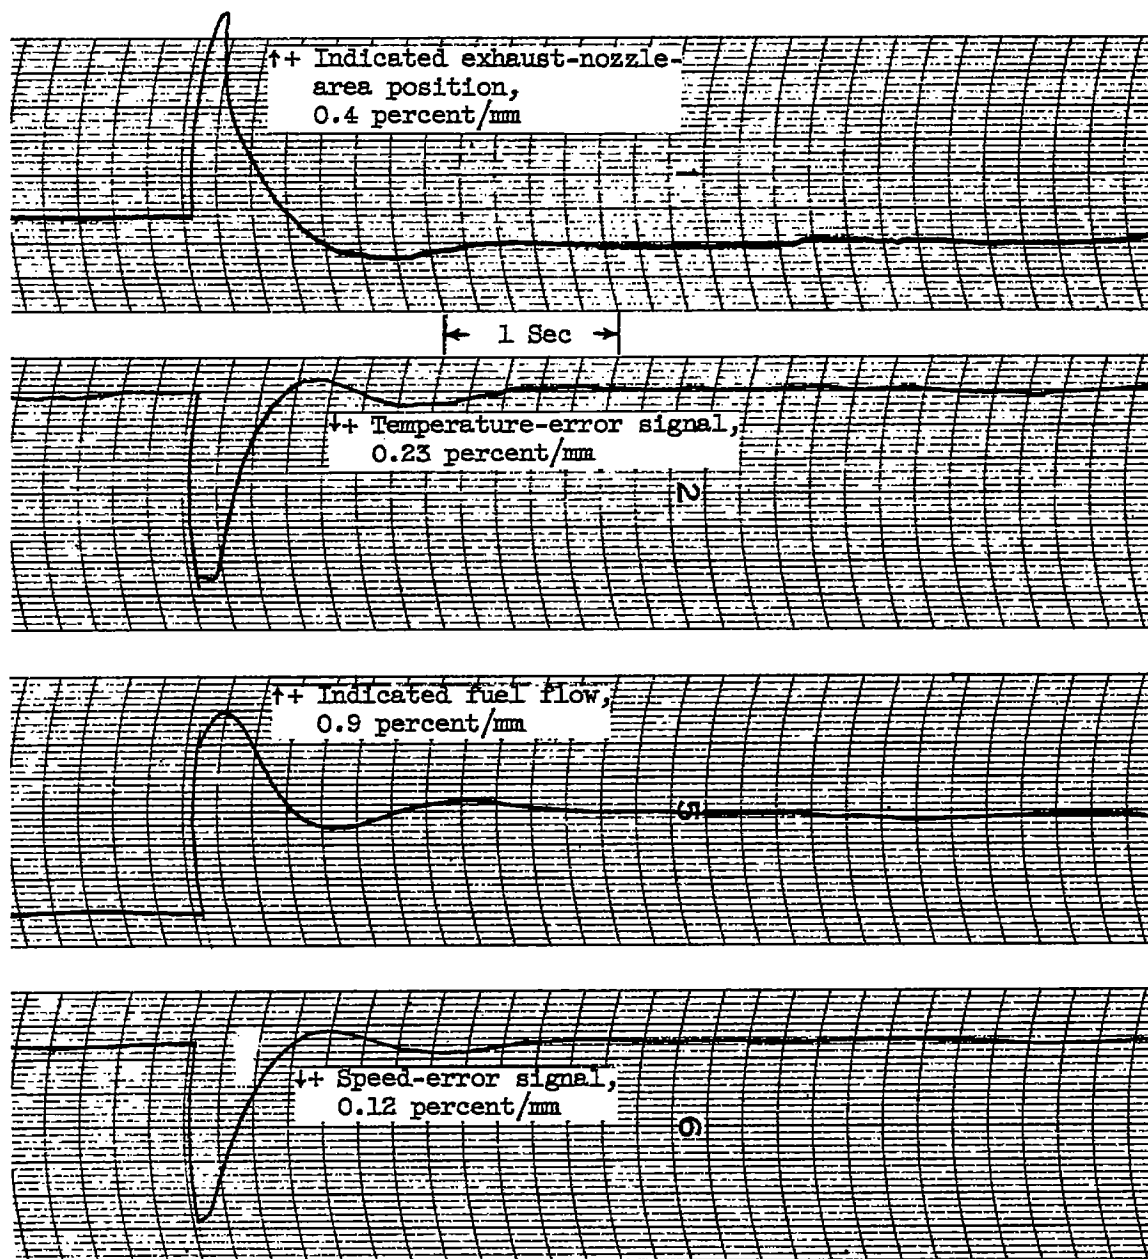 ↑+ Indicated exhaust-nozzle-
area position,
0.4 percent/mm
1
1 Sec
↓+ Temperature-error signal,
0.23 percent/mm
2
↑+ Indicated fuel flow,
0.9 percent/mm
5
↓+ Speed-error signal,
0.12 percent/mm
6